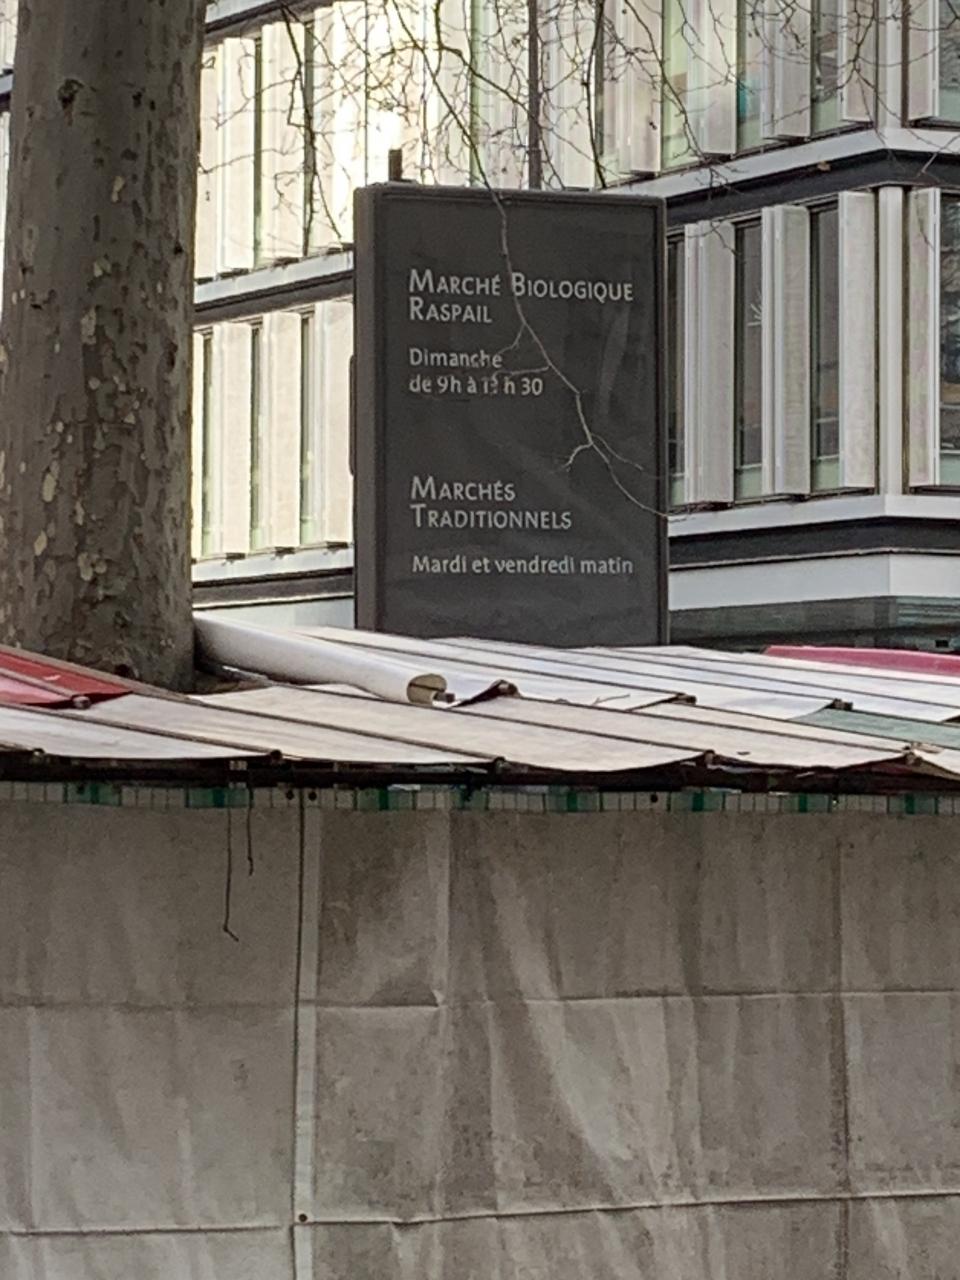 MARCHÉ BIOLOGIQUE
RASPAIL
Dimanche
de 9h à h 30
MARCHÉS
TRADITIONNELS
Mardi et vendredi matin